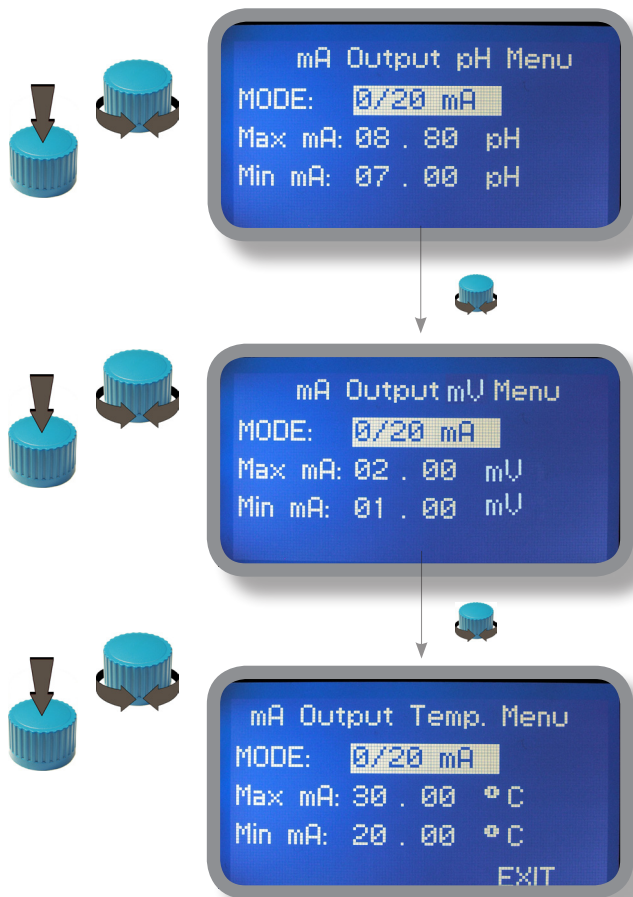 mA Output pH Menu
MODE: 0/20 mA
Max mA: 08 . 80 pH
Min mA: 07 . 00 pH
mA Output mV Menu
MODE: 0/20 mA
Max mA: 02 . 00 mV
Min mA: 01 . 00 mV
mA Output Temp. Menu
MODE: 0/20 mA
Max mA: 30 . 00 °C
Min mA: 20 . 00 °C
EXIT